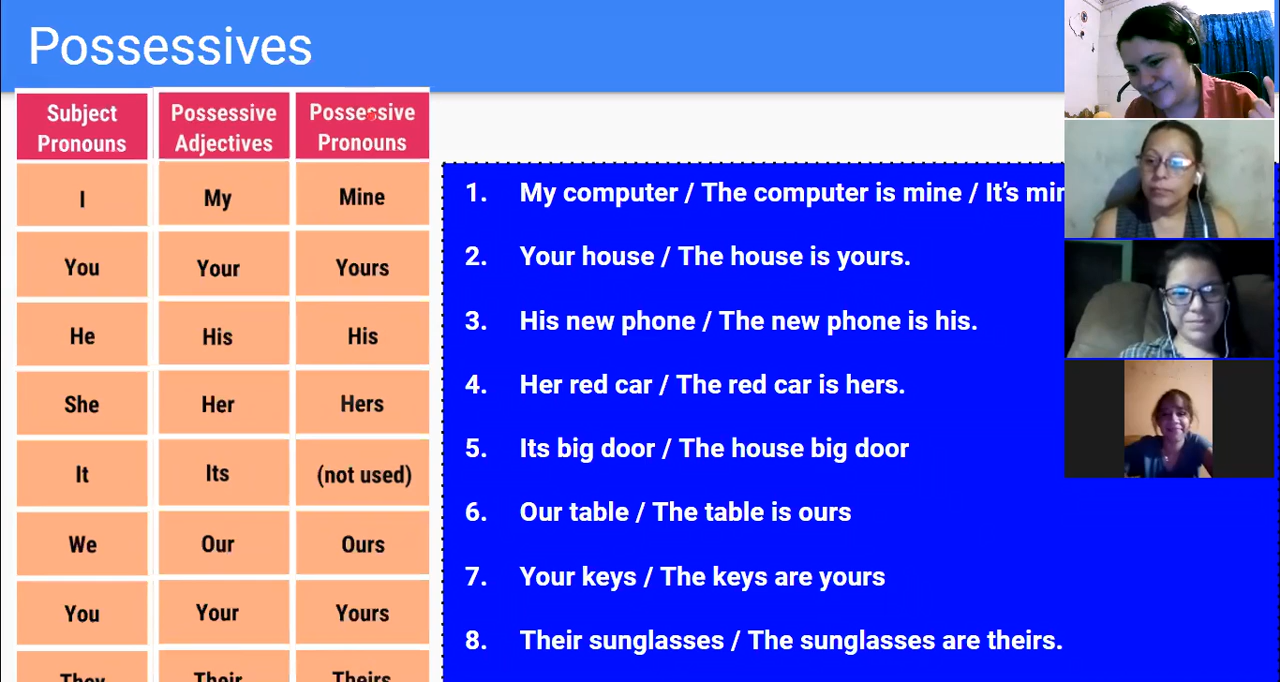 Possessives
Subject Pronouns
Possessive Adjectives
Possessive Pronouns
I My Mine
You Your Yours
He His His
She Her Hers
It Its (not used)
We Our Ours
You Your Yours
They Their Theirs
1. My computer / The computer is mine / It's
2. Your house / The house is yours.
3. His new phone / The new phone is his.
4. Her red car / The red car is hers.
5. Its big door / The house big door
6. Our table / The table is ours
7. Your keys / The keys are yours
8. Their sunglasses / The sunglasses are theirs.